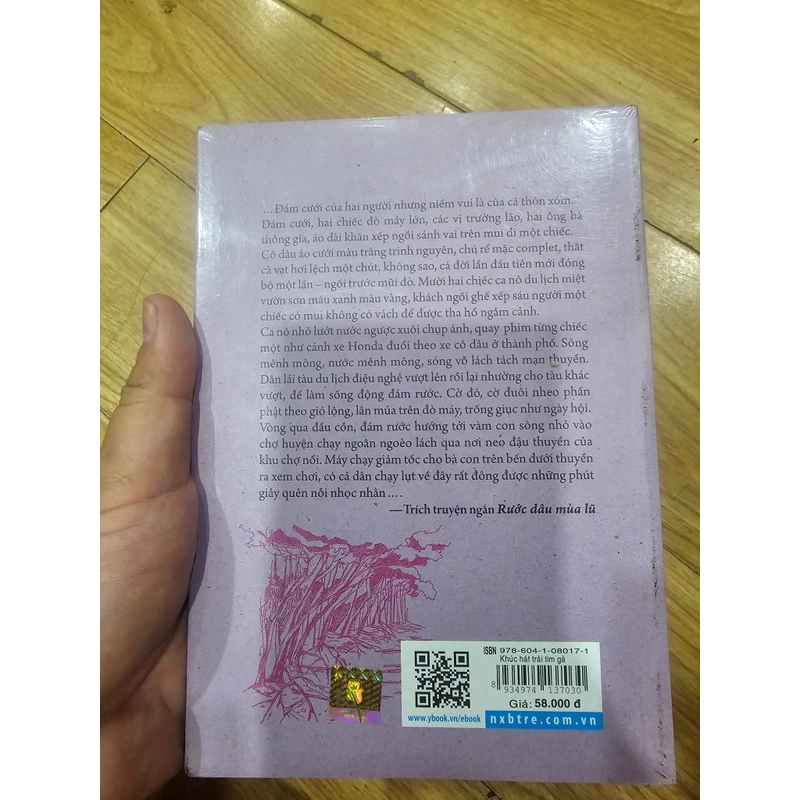 ... Đám cưới của hai người nhưng niềm vui là của cả thôn xóm.
Đám cưới, hai chiếc đò máy lớn, các vị trưởng lão, hai ông bà
thông gia, áo dài khăn xếp ngồi sánh vai trên mui đi một chiếc.
Cô dâu áo cưới màu trắng trinh nguyên, chú rể mặc complet, thắt
cà vạt hơi lệch một chút, không sao, cả đời lần đầu tiên mới đóng
bộ một lần – ngồi trước mũi đò. Mười hai chiếc ca nô du lịch miệt
vườn sơn màu xanh màu vàng, khách ngồi ghế xếp sáu người một
chiếc có mui không có vách để được tha hồ ngắm cảnh.
Ca nô nhỏ lướt nước ngược xuôi chụp ảnh, quay phim từng chiếc
một như cảnh xe Honda đuổi theo xe cô dâu ở thành phố. Sông
mênh mông, nước mênh mông, sóng vỗ lách tách mạn thuyền.
Dân lái tàu du lịch điệu nghệ vượt lên rồi lại nhường cho tàu khác
vượt, để làm sống động đám rước. Cờ đỏ, cờ đuôi nheo phần
phật theo gió lộng, lân múa trên đò máy, trống giục như ngày hội.
Vòng qua đầu cồn, đám rước hướng tới vàm con sông nhỏ vào
chợ huyện chạy ngoằn ngoèo lách qua nơi neo đậu thuyền của
khu chợ nổi. Máy chạy giảm tốc cho bà con trên bến dưới thuyền
ra xem chơi, có cả dân chạy lụt về đây rất đông được những phút
giây quên nỗi nhọc nhằn....
—Trích truyện ngắn Rước dâu mùa lũ
ISBN 978-604-1-08017-1
Khúc hát trái tim gà
8 934974 137030
Giá: 58.000 đ
www.ybook.vn/ebook
nxbtre.com.vn